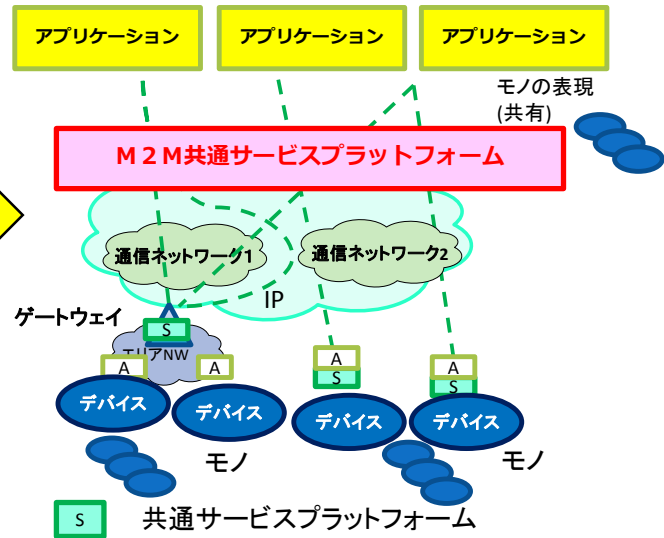 アプリケーション
アプリケーション
アプリケーション
モノの表現
(共有)
M2M共通サービスプラットフォーム
通信ネットワーク1
通信ネットワーク2
IP
ゲートウェイ
S
エリアNW
A
A
A
S
A
S
デバイス
デバイス
デバイス
デバイス
モノ
モノ
S
共通サービスプラットフォーム